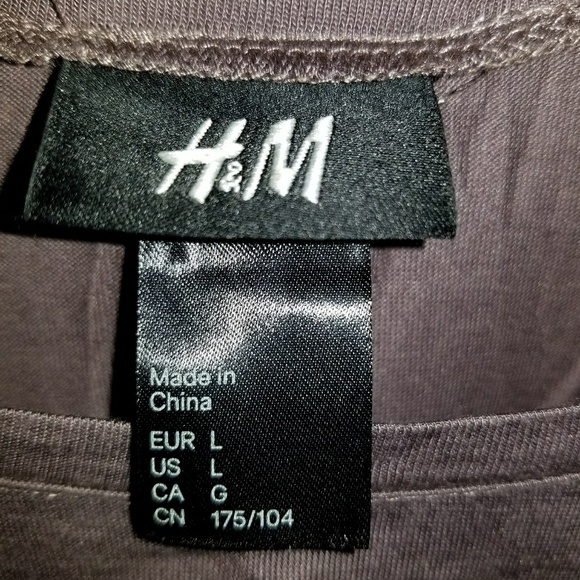 H&M
Made in
China
EUR L
US L
CA G
CN 175/104